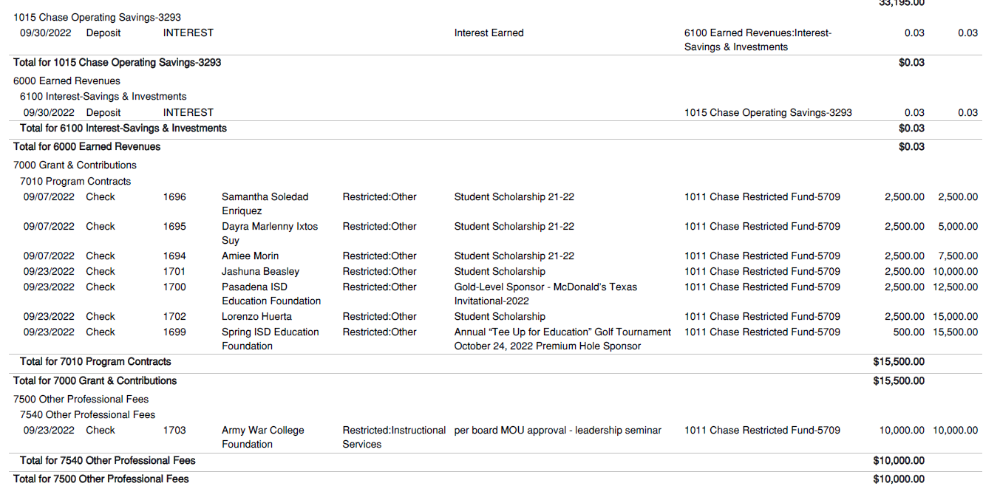 33,195.00
1015 Chase Operating Savings-3293
09/30/2022 Deposit INTEREST Interest Earned 6100 Earned Revenues:Interest- 0.03 0.03
Savings & Investments
Total for 1015 Chase Operating Savings-3293 $0.03
6000 Earned Revenues
6100 Interest-Savings & Investments
09/30/2022 Deposit INTEREST 1015 Chase Operating Savings-3293 0.03 0.03
Total for 6100 Interest-Savings & Investments $0.03
Total for 6000 Earned Revenues $0.03
7000 Grant & Contributions
7010 Program Contracts
09/07/2022 Check 1696 Samantha Soledad Restricted:Other Student Scholarship 21-22 1011 Chase Restricted Fund-5709 2,500.00 2,500.00
Enriquez
09/07/2022 Check 1695 Dayra Marlenny Ixtos Restricted:Other Student Scholarship 21-22 1011 Chase Restricted Fund-5709 2,500.00 5,000.00
Suy
09/07/2022 Check 1694 Amiee Morin Restricted:Other Student Scholarship 21-22 1011 Chase Restricted Fund-5709 2,500.00 7,500.00
09/23/2022 Check 1701 Jashuna Beasley Restricted:Other Student Scholarship 1011 Chase Restricted Fund-5709 2,500.00 10,000.00
09/23/2022 Check 1700 Pasadena ISD Restricted:Other Gold-Level Sponsor - McDonald's Texas 1011 Chase Restricted Fund-5709 2,500.00 12,500.00
Education Foundation Invitational-2022
09/23/2022 Check 1702 Lorenzo Huerta Restricted:Other Student Scholarship 1011 Chase Restricted Fund-5709 2,500.00 15,000.00
09/23/2022 Check 1699 Spring ISD Education Restricted:Other Annual “Tee Up for Education” Golf Tournament 1011 Chase Restricted Fund-5709 500.00 15,500.00
Foundation October 24, 2022 Premium Hole Sponsor
Total for 7010 Program Contracts $15,500.00
Total for 7000 Grant & Contributions $15,500.00
7500 Other Professional Fees
7540 Other Professional Fees
09/23/2022 Check 1703 Army War College Restricted:Instructional per board MOU approval - leadership seminar 1011 Chase Restricted Fund-5709 10,000.00 10,000.00
Foundation Services
Total for 7540 Other Professional Fees $10,000.00
Total for 7500 Other Professional Fees $10,000.00